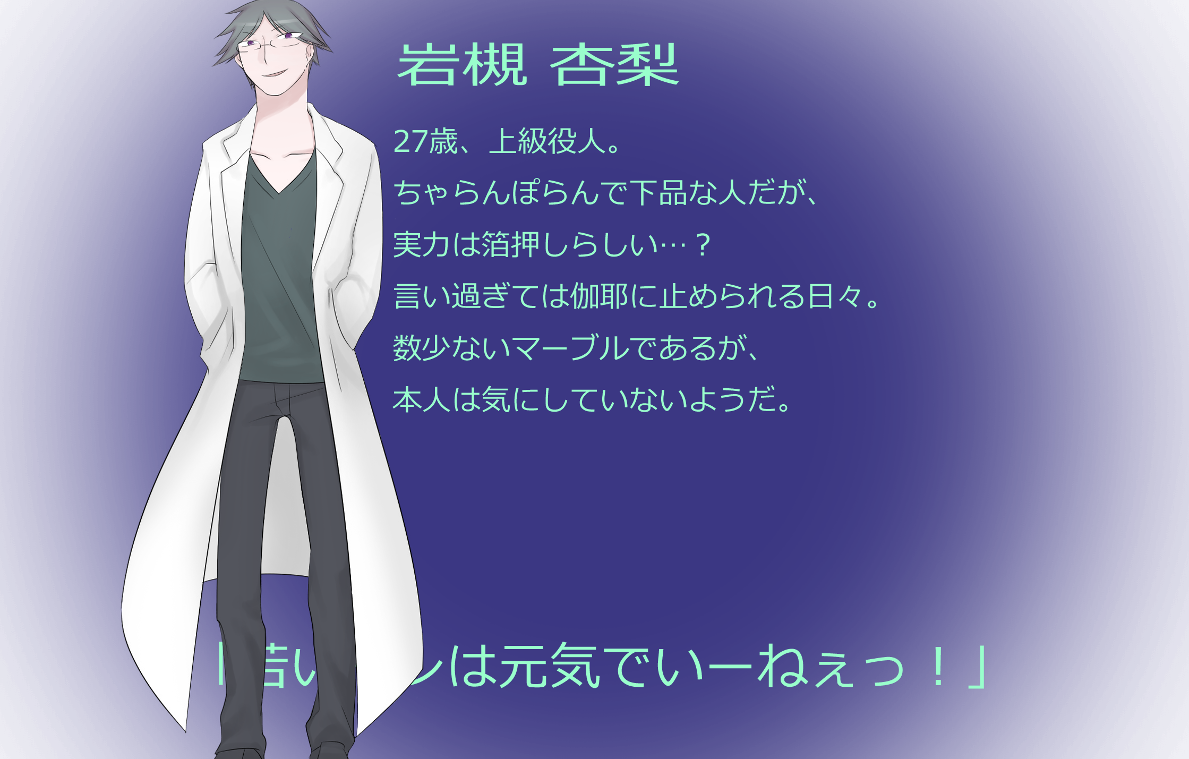 岩槻 杏梨
27歳、上級役人。
ちゃらんぽらんで下品な人だが、
実力は箔押しらしい…？
言い過ぎては伽耶に止められる日々。
数少ないマーブルであるが、
本人は気にしていないようだ。
は元気でいーねぇっ！」